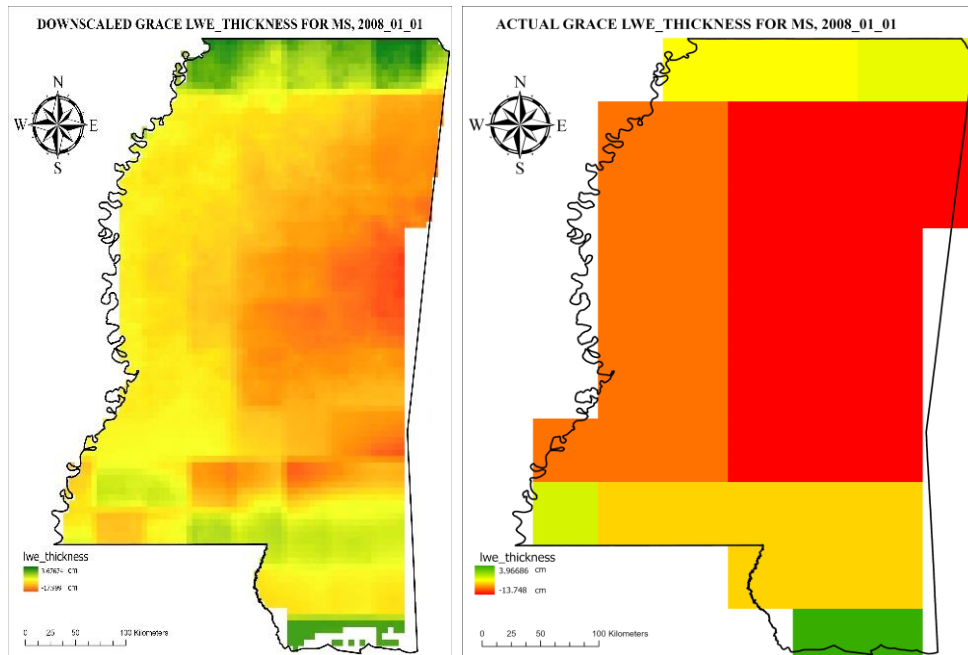 DOWNSCALED GRACE LWE_THICKNESS FOR MS, 2008_01_01
N
W E
S
lwe_thickness
cm
cm
0 25 50 100 Kilometers
ACTUAL GRACE LWE_THICKNESS FOR MS, 2008_01_01
N
W E
S
lwe_thickness
3.96686 cm
-13.748 cm
0 25 50 100 Kilometers